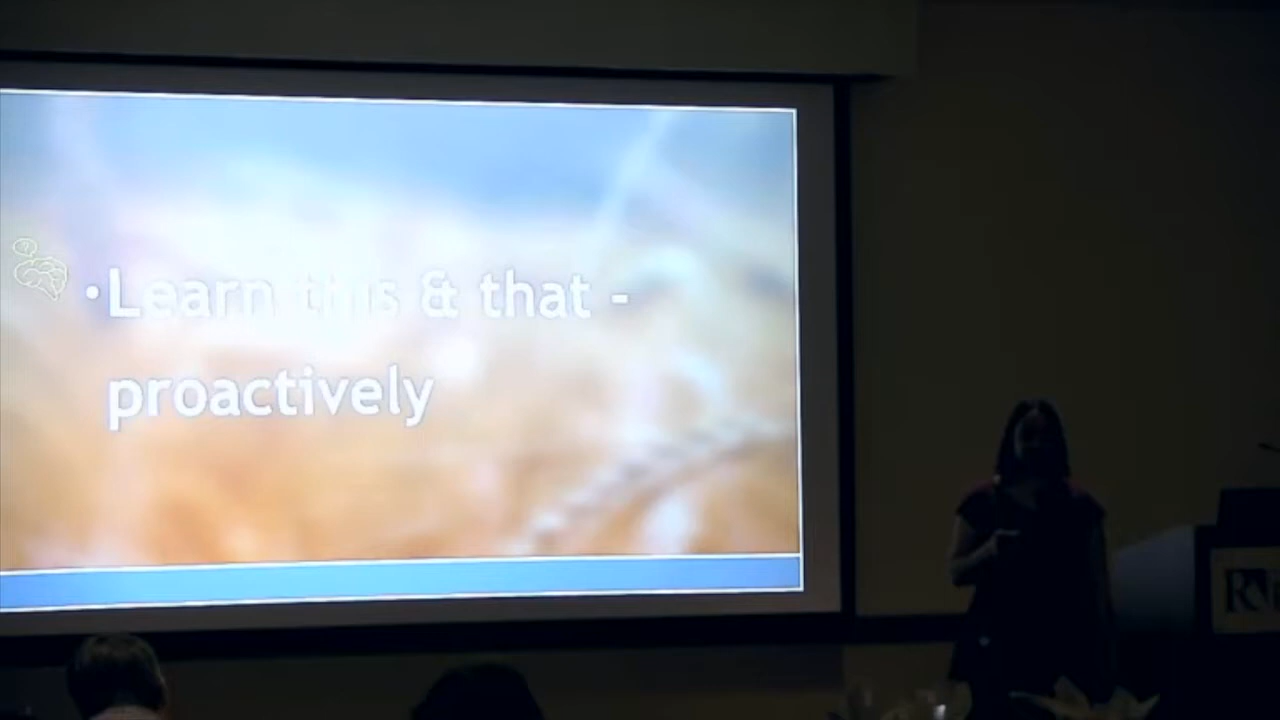 • Learn this & that -
proactively